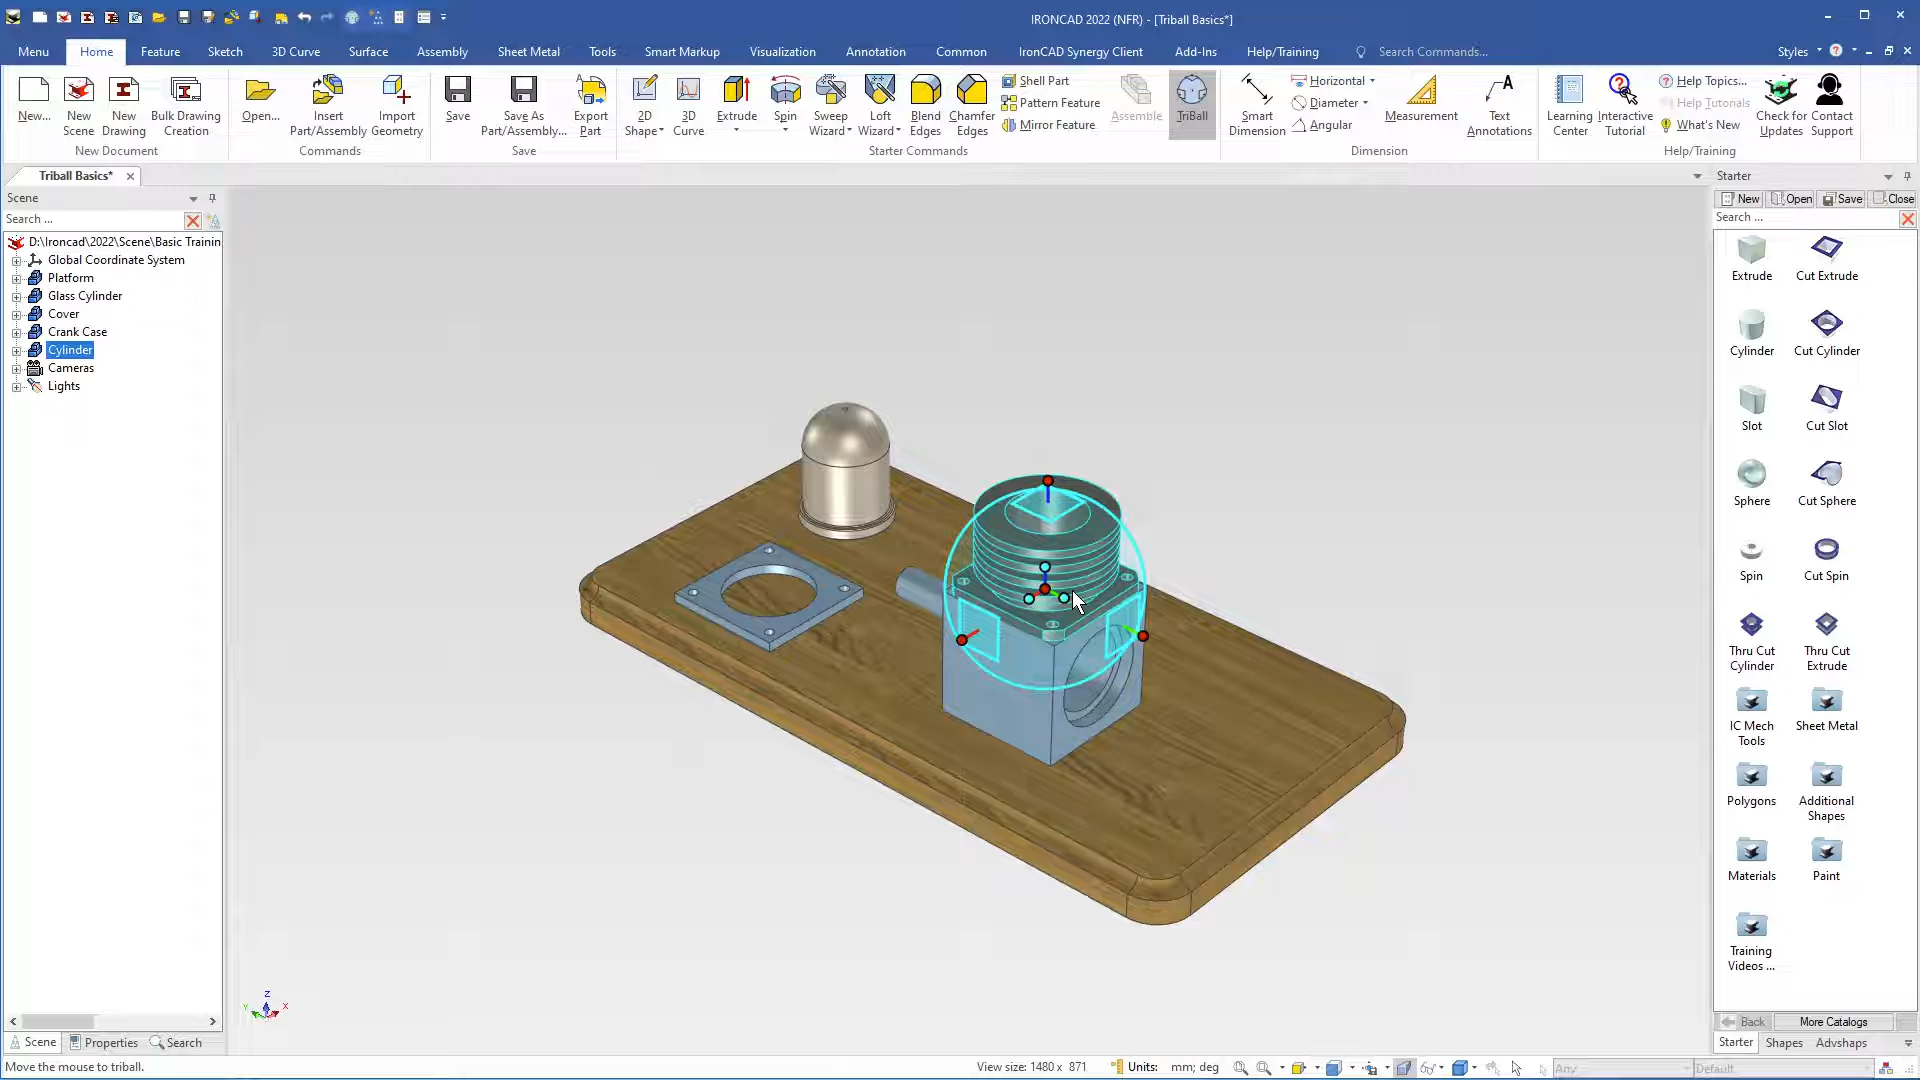 IRONCAD 2022 (NFR) - [Triball Basics*]
Menu Home Feature Sketch 3D Curve Surface Assembly Sheet Metal Tools Smart Markup Visualization Annotation Common IronCAD Synergy Client Add-Ins Help/Training Search Commands... Styles
New... New Scene New Drawing Bulk Drawing Creation
New Document
Open... Insert Part/Assembly Import Geometry
Commands
Save Save As Part/Assembly... Export Part
Save
2D Shape 3D Curve Extrude Spin Sweep Wizard Loft Wizard Blend Edges Chamfer Edges
Shell Part
Pattern Feature
Mirror Feature
Assemble TriBall
Starter Commands
Smart Dimension
Horizontal
Diameter
Angular
Measurement Text Annotations
Dimension
Learning Center Interactive Tutorial
Help Topics...
Help Tutorials
What's New
Check for Updates Contact Support
Help/Training
Triball Basics*
Scene
Search ...
D:\Ironcad\2022\Scene\Basic Trainin
Global Coordinate System
Platform
Glass Cylinder
Cover
Crank Case
Cylinder
Cameras
Lights
Z
Y X
Scene Properties Search
Starter
New Open Save Close
Search ...
Extrude Cut Extrude
Cylinder Cut Cylinder
Slot Cut Slot
Sphere Cut Sphere
Spin Cut Spin
Thru Cut Cylinder Thru Cut Extrude
IC Mech Tools Sheet Metal
Polygons Additional Shapes
Materials Paint
Training Videos ...
Back More Catalogs
Starter Shapes Advshaps
Move the mouse to triball.
View size: 1480 x 871 Units: mm; deg Any Default